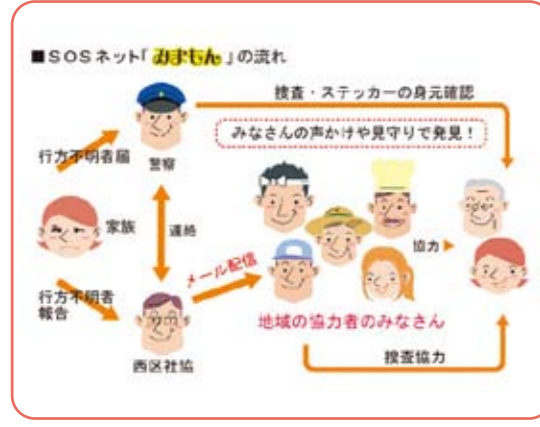 ■SOSネット「みまもん」の流れ
捜査・ステッカーの身元確認
みなさんの声かけや見守りで発見！
行方不明者届
警察
家族
連絡
協力
メール配信
行方不明者
報告
地域の協力者のみなさん
西区社協
捜査協力